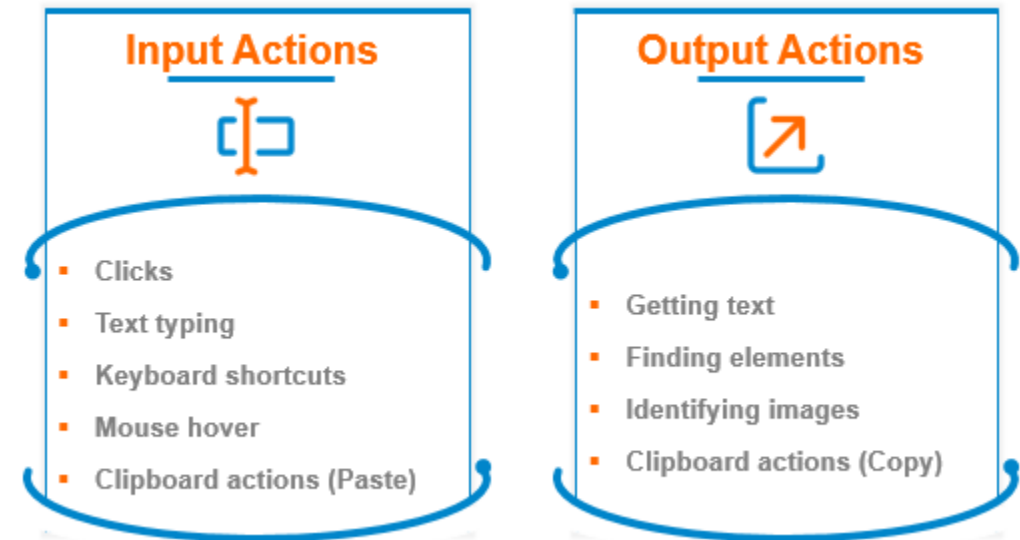 Input Actions
Clicks
Text typing
Keyboard shortcuts
Mouse hover
Clipboard actions (Paste)
Output Actions
Getting text
Finding elements
Identifying images
Clipboard actions (Copy)